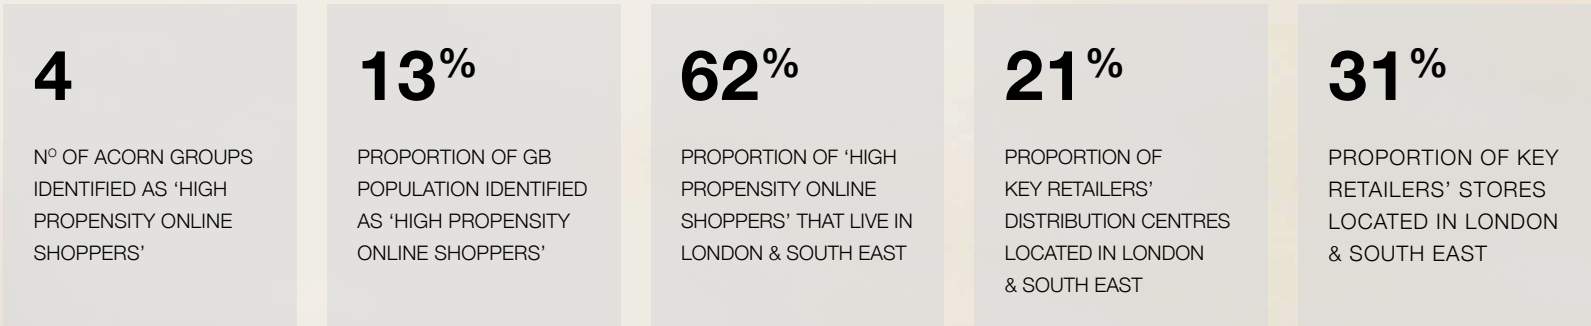 4
Nº OF ACORN GROUPS
IDENTIFIED AS ‘HIGH
PROPENSITY ONLINE
SHOPPERS’
13%
PROPORTION OF GB
POPULATION IDENTIFIED
AS ‘HIGH PROPENSITY
ONLINE SHOPPERS’
62%
PROPORTION OF ‘HIGH
PROPENSITY ONLINE
SHOPPERS’ THAT LIVE IN
LONDON & SOUTH EAST
21%
PROPORTION OF
KEY RETAILERS’
DISTRIBUTION CENTRES
LOCATED IN LONDON
& SOUTH EAST
31%
PROPORTION OF KEY
RETAILERS’ STORES
LOCATED IN LONDON
& SOUTH EAST